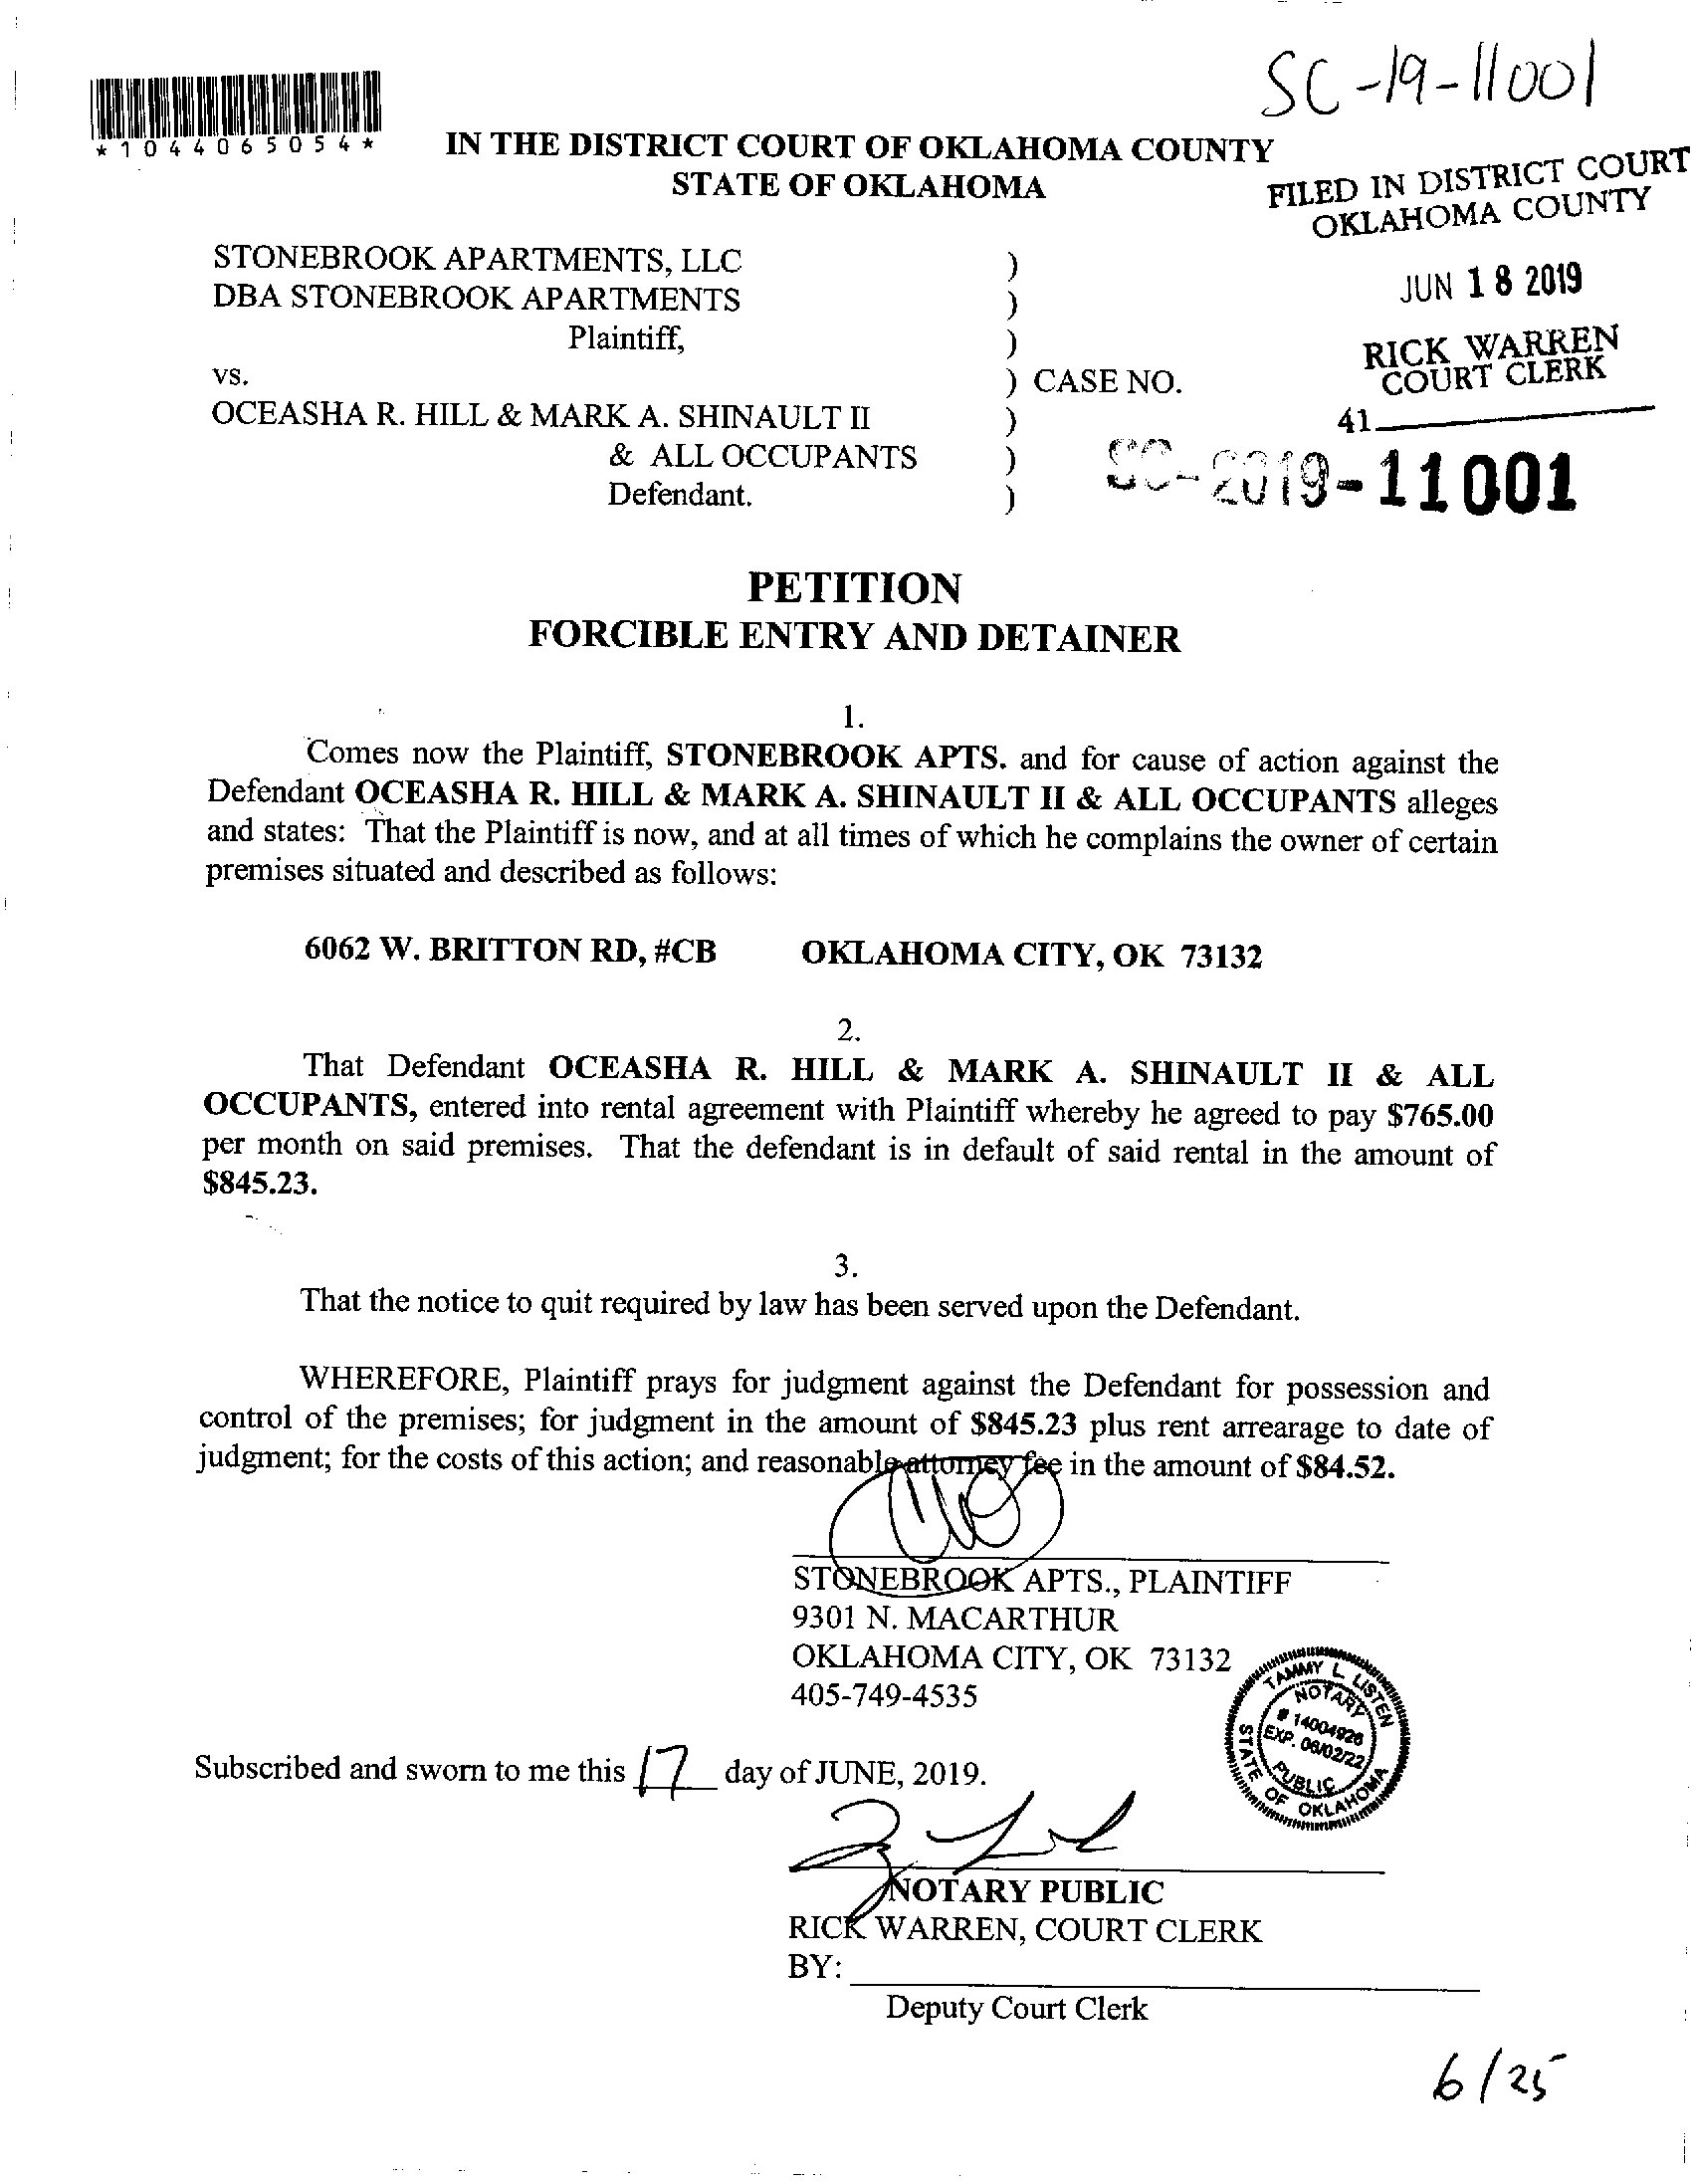 SC-19-11001
*1044065054*
IN THE DISTRICT COURT OF OKLAHOMA COUNTY
STATE OF OKLAHOMA
FILED IN DISTRICT COURT
OKLAHOMA COUNTY
JUN 18 2019
RICK WARREN
COURT CLERK
41
STONEBROOK APARTMENTS, LLC )
DBA STONEBROOK APARTMENTS )
Plaintiff, )
vs. ) CASE NO.
OCEASHA R. HILL & MARK A. SHINAULT II )
& ALL OCCUPANTS )
Defendant. )
SC-2019-11001
PETITION
FORCIBLE ENTRY AND DETAINER
1.
Comes now the Plaintiff, STONEBROOK APTS. and for cause of action against the
Defendant OCEASHA R. HILL & MARK A. SHINAULT II & ALL OCCUPANTS alleges
and states: That the Plaintiff is now, and at all times of which he complains the owner of certain
premises situated and described as follows:
6062 W. BRITTON RD, #CB OKLAHOMA CITY, OK 73132
2.
That Defendant OCEASHA R. HILL & MARK A. SHINAULT II & ALL
OCCUPANTS, entered into rental agreement with Plaintiff whereby he agreed to pay $765.00
per month on said premises. That the defendant is in default of said rental in the amount of
$845.23.
3.
That the notice to quit required by law has been served upon the Defendant.
WHEREFORE, Plaintiff prays for judgment against the Defendant for possession and
control of the premises; for judgment in the amount of $845.23 plus rent arrearage to date of
judgment; for the costs of this action; and reasonable attorney fee in the amount of $84.52.
STONEBROOK APTS., PLAINTIFF
9301 N. MACARTHUR
OKLAHOMA CITY, OK 73132
405-749-4535
TAMMY L. LISTEN
NOTARY
# 14004926
EXP. 06/02/22
PUBLIC
STATE OF OKLAHOMA
Subscribed and sworn to me this 17 day of JUNE, 2019.
NOTARY PUBLIC
RICK WARREN, COURT CLERK
BY:
Deputy Court Clerk
6/25